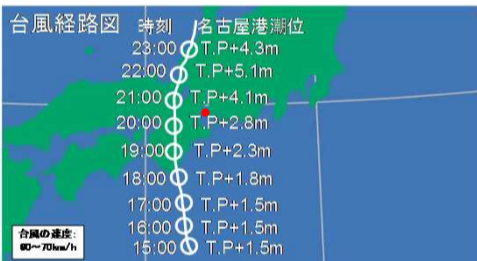 台風経路図 時刻 名古屋港潮位
23:00 T.P+4.3m
22:00 T.P+5.1m
21:00 T.P+4.1m
20:00 T.P+2.8m
19:00 T.P+2.3m
18:00 T.P+1.8m
17:00 T.P+1.5m
16:00 T.P+1.5m
15:00 T.P+1.5m
台風の速度:
60〜70km/h